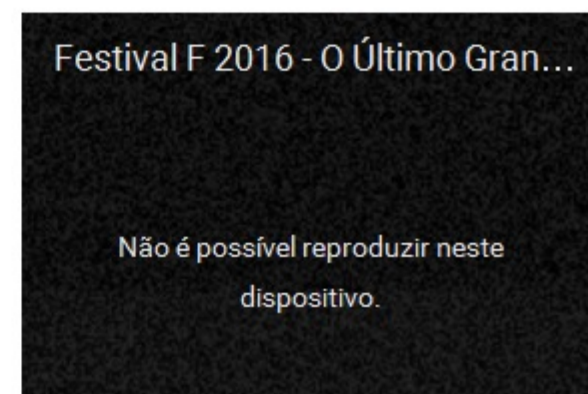 Festival F 2016 - O Último Gran...
Não é possível reproduzir neste
dispositivo.